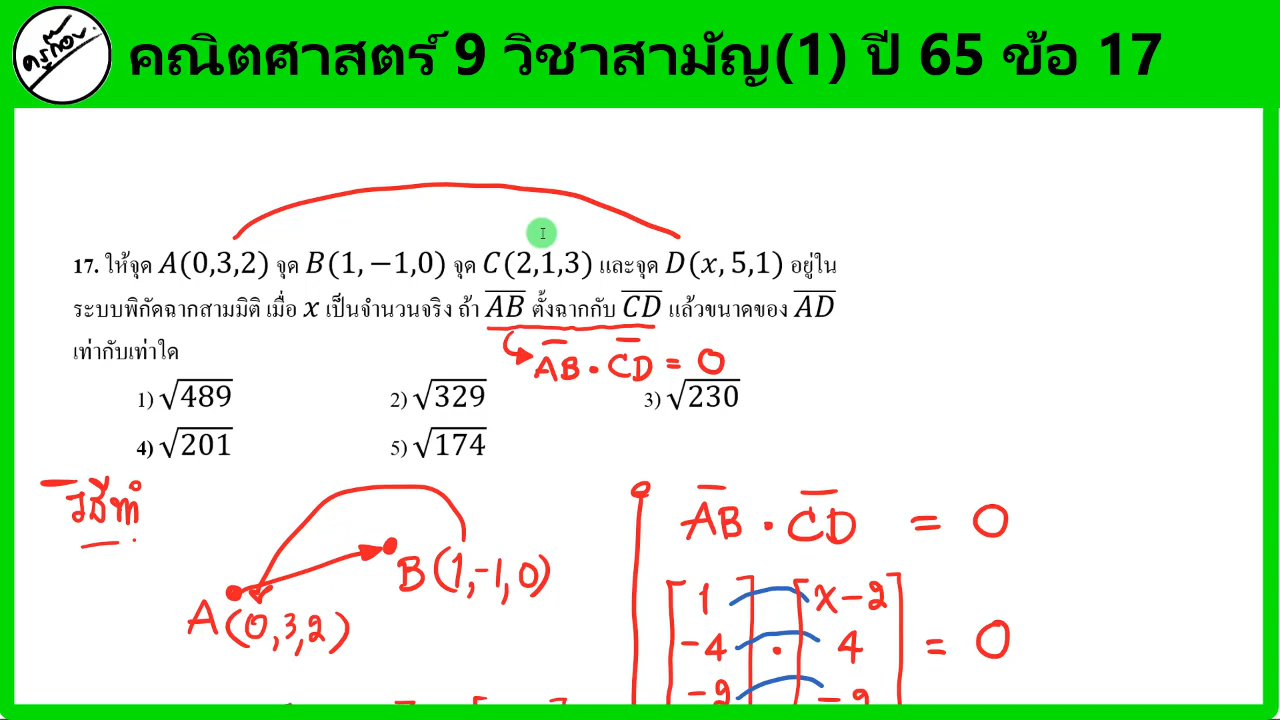 ครูก๊อบ
คณิตศาสตร์ 9 วิชาสามัญ(1) ปี 65 ข้อ 17
17. ให้จุด A(0,3,2) จุด B(1,−1,0) จุด C(2,1,3) และจุด D(x,5,1) อยู่ใน
ระบบพิกัดฉากสามมิติ เมื่อ x เป็นจำนวนจริง ถ้า AB ตั้งฉากกับ CD แล้วขนาดของ AD
เท่ากับเท่าใด
AB · CD = 0
1) √489 2) √329 3) √230
4) √201 5) √174
วิธีทำ
B(1,-1,0)
A(0,3,2)
AB · CD = 0
1 x-2
-4 · 4 = 0
-2 -2